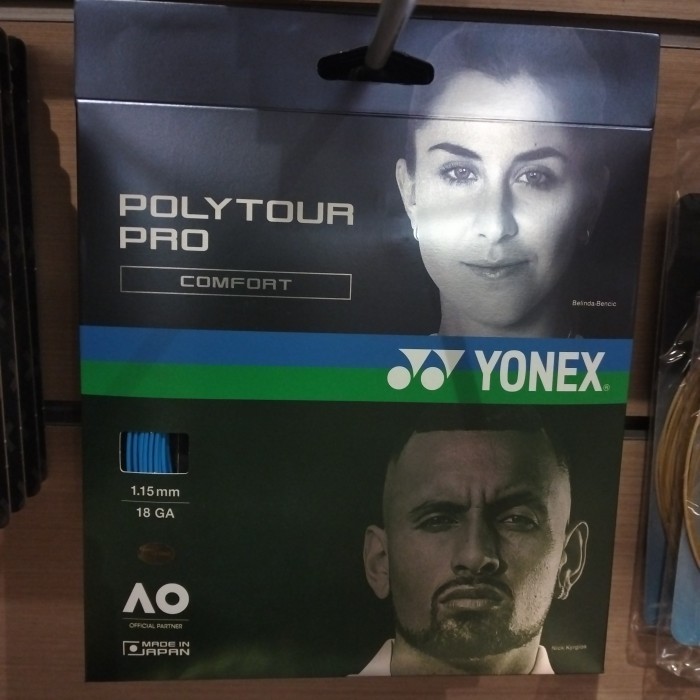 POLYTOUR
PRO
COMFORT
Belinda Bencic
YONEX®
1.15mm
18 GA
AO
OFFICIAL PARTNER
MADE IN
JAPAN
Nick Kyrgios